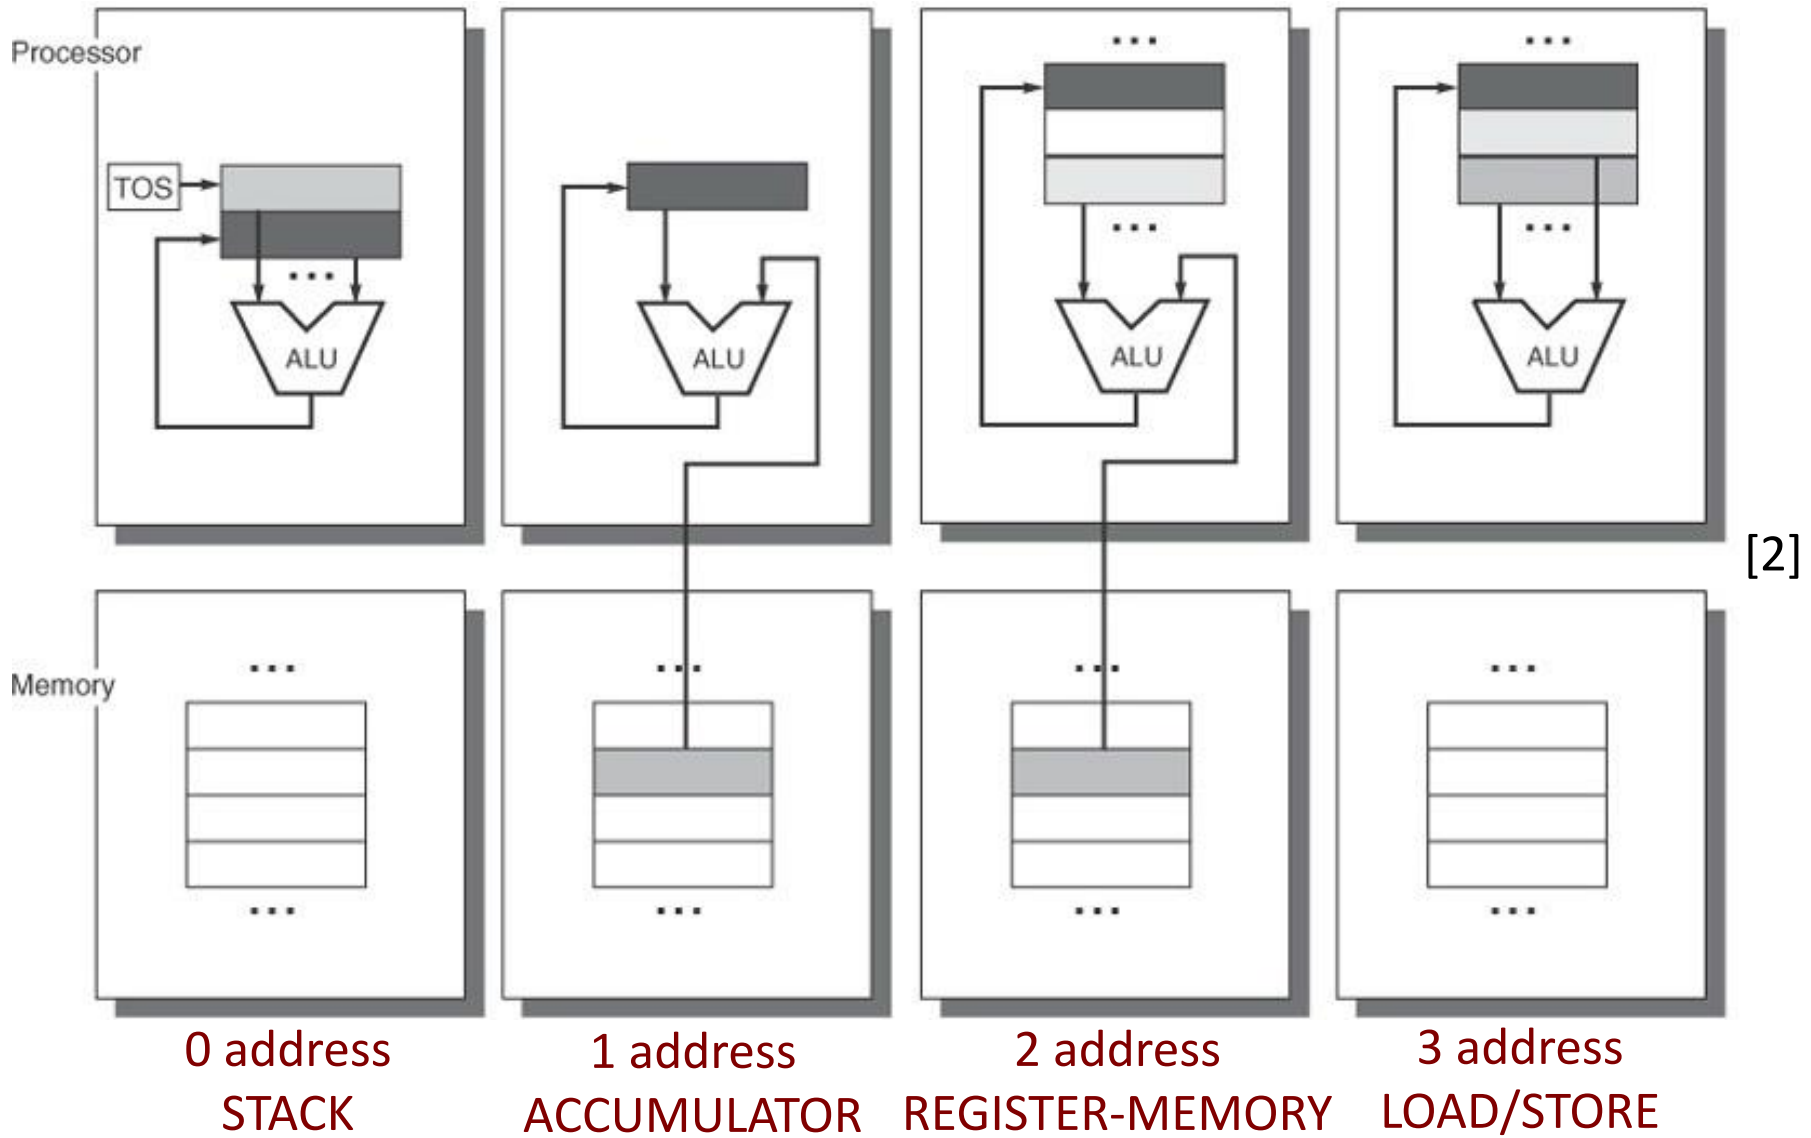 Processor
TOS
ALU
ALU
ALU
ALU
[2]
Memory
0 address
STACK
1 address
ACCUMULATOR
2 address
REGISTER-MEMORY
3 address
LOAD/STORE